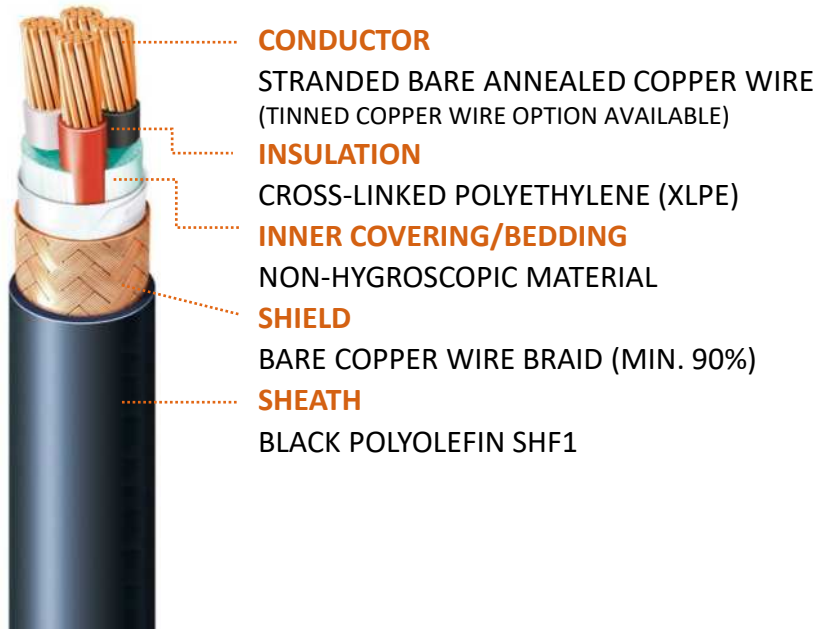 CONDUCTOR
STRANDED BARE ANNEALED COPPER WIRE
(TINNED COPPER WIRE OPTION AVAILABLE)
INSULATION
CROSS-LINKED POLYETHYLENE (XLPE)
INNER COVERING/BEDDING
NON-HYGROSCOPIC MATERIAL
SHIELD
BARE COPPER WIRE BRAID (MIN. 90%)
SHEATH
BLACK POLYOLEFIN SHF1